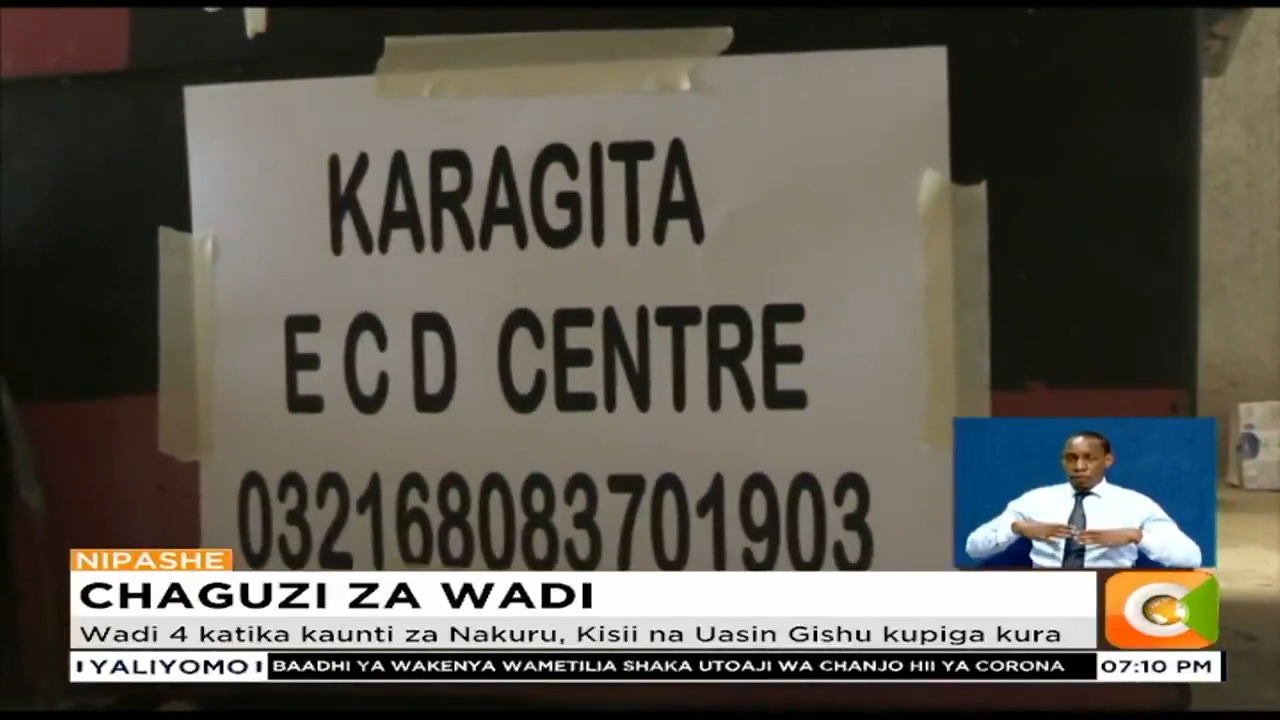 KARAGITA
E C D CENTRE
032168083701903
NIPASHE
CHAGUZI ZA WADI
Wadi 4 katika kaunti za Nakuru, Kisii na Uasin Gishu kupiga kura
YALIYOMO BAADHI YA WAKENYA WAMETILIA SHAKA UTOAJI WA CHANJO HII YA CORONA 07:10 PM